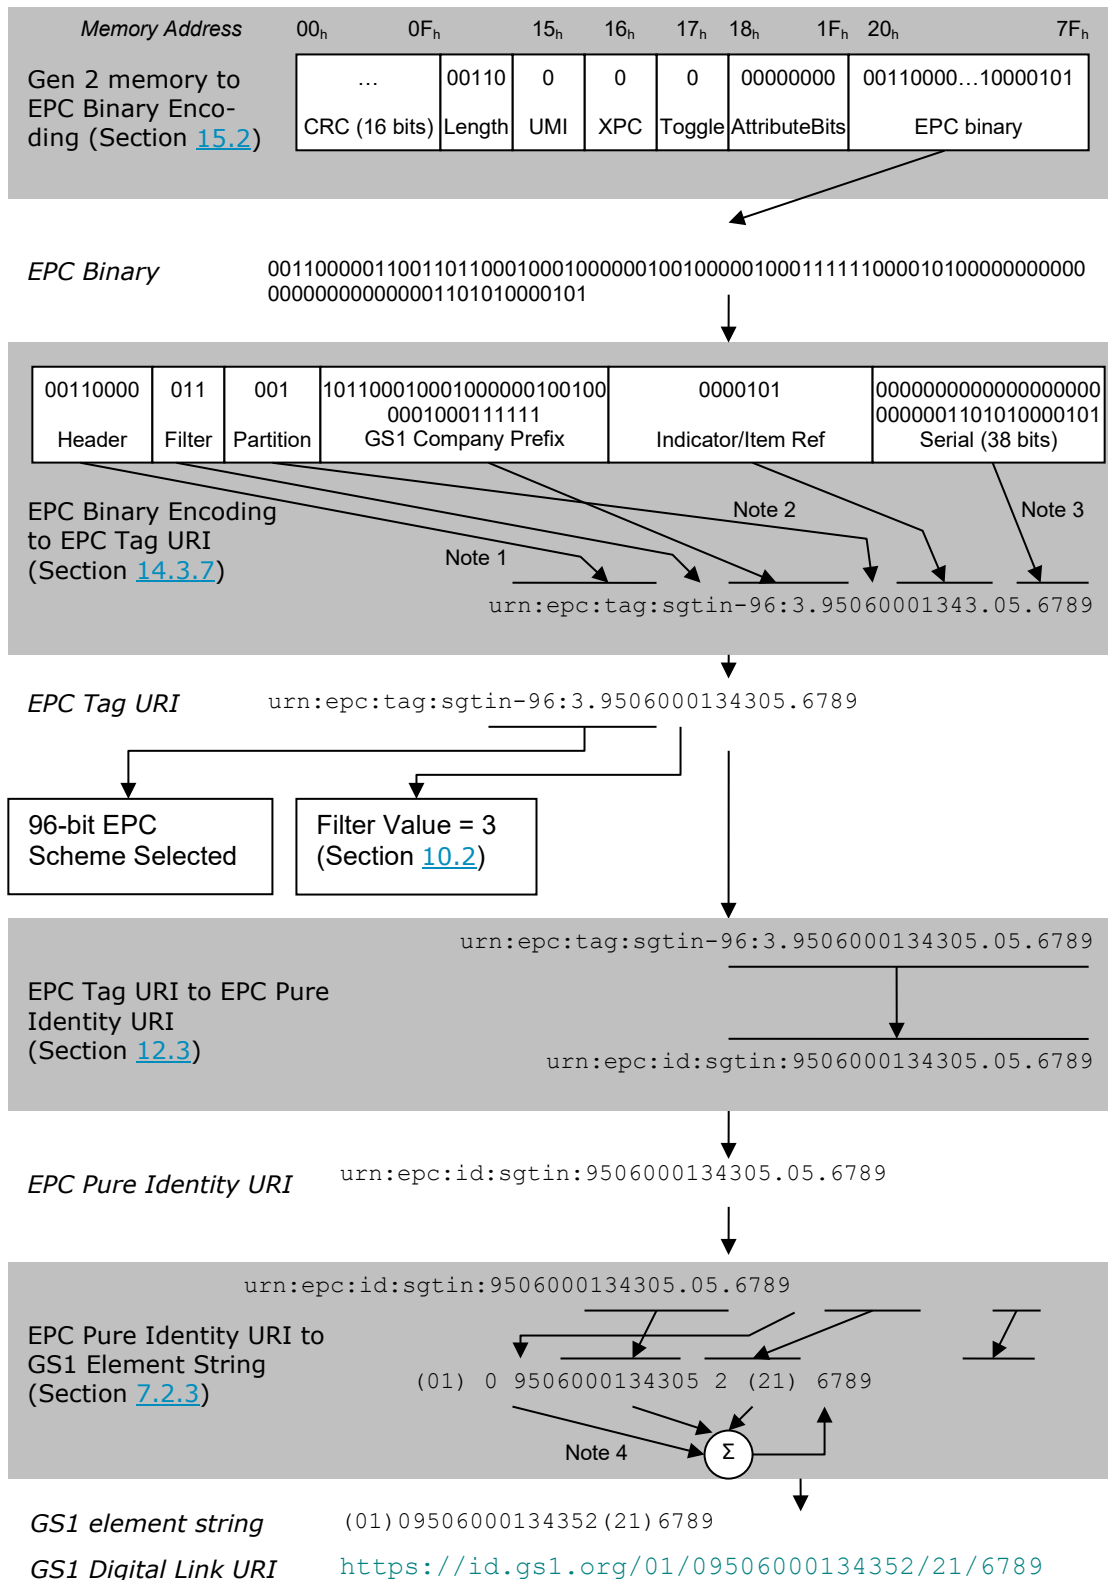 Memory Address 00h 0Fh 15h 16h 17h 18h 1Fh 20h 7Fh
Gen 2 memory to
EPC Binary Enco-
ding (Section 15.2)
… 00110 0 0 0 00000000 00110000…10000101
CRC (16 bits) Length UMI XPC Toggle AttributeBits EPC binary
EPC Binary
001100000110011011000100010000001001000001000111111000010100000000000
000000000000001101010000101
00110000 011 001 101100010001000000100100 0000101 0000000000000000000
0001000111111 0000001101010000101
Header Filter Partition GS1 Company Prefix Indicator/Item Ref Serial (38 bits)
EPC Binary Encoding
to EPC Tag URI
(Section 14.3.7)
Note 1
Note 2
Note 3
urn:epc:tag:sgtin-96:3.95060001343.05.6789
EPC Tag URI
urn:epc:tag:sgtin-96:3.9506000134305.6789
96-bit EPC
Scheme Selected
Filter Value = 3
(Section 10.2)
urn:epc:tag:sgtin-96:3.9506000134305.05.6789
EPC Tag URI to EPC Pure
Identity URI
(Section 12.3)
urn:epc:id:sgtin:9506000134305.05.6789
EPC Pure Identity URI
urn:epc:id:sgtin:9506000134305.05.6789
urn:epc:id:sgtin:9506000134305.05.6789
EPC Pure Identity URI to
GS1 Element String
(Section 7.2.3)
(01) 0 9506000134305 2 (21) 6789
Note 4
Σ
GS1 element string
(01)09506000134352(21)6789
GS1 Digital Link URI
https://id.gs1.org/01/09506000134352/21/6789